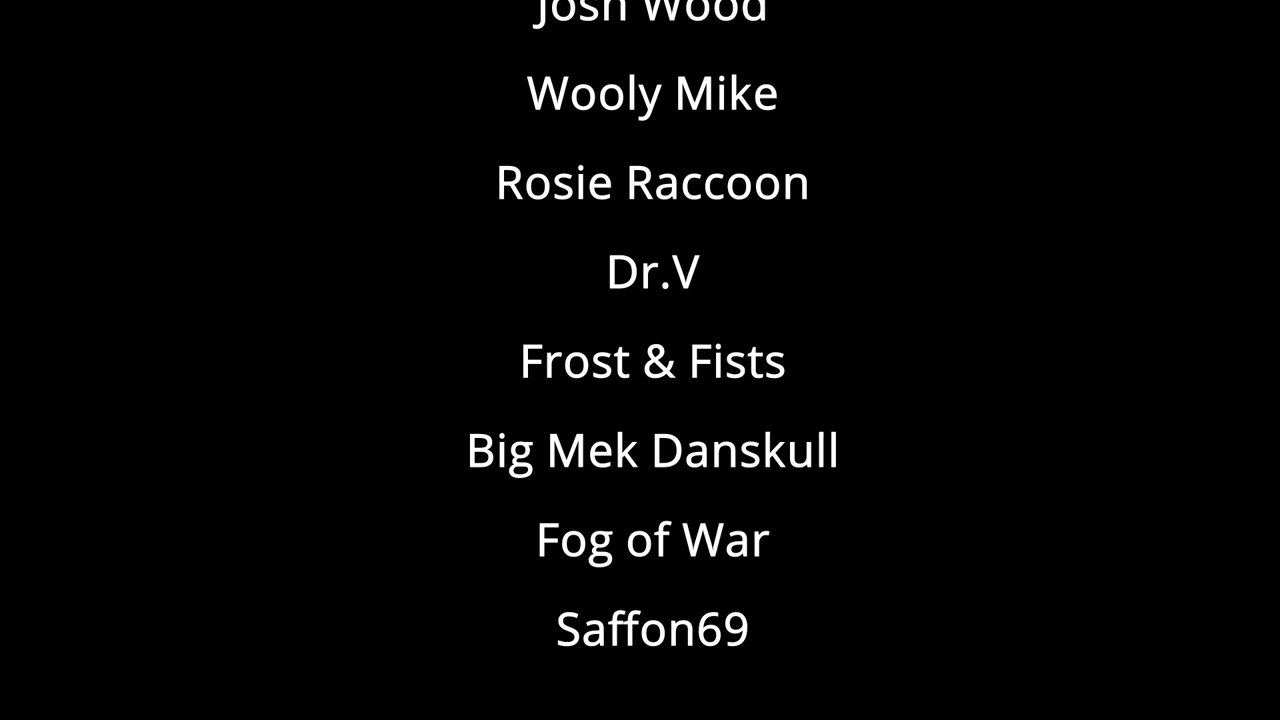 Josh Wood
Wooly Mike
Rosie Raccoon
Dr.V
Frost & Fists
Big Mek Danskull
Fog of War
Saffon69